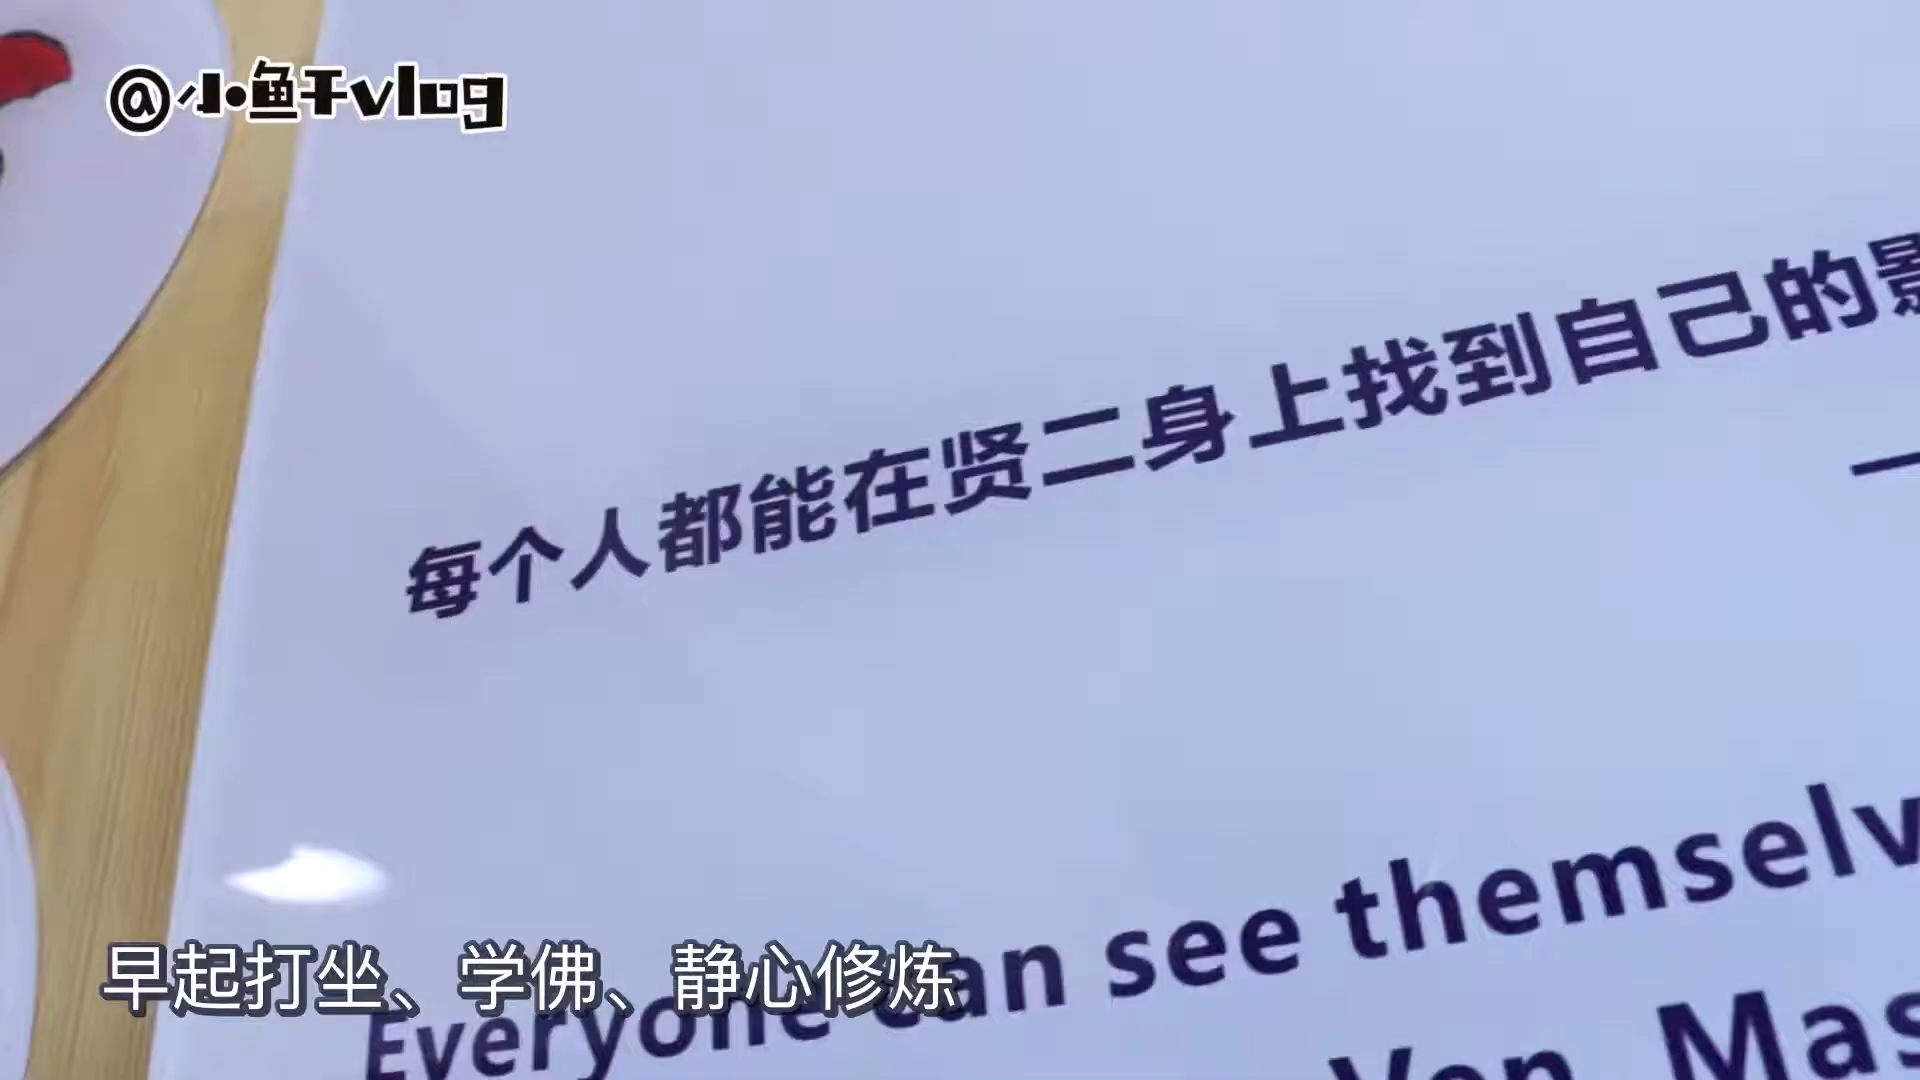 @小鱼干vlog
每个人都能在贤二身上找到自己的影
—
Everyone can see themselv
Ven. Mas
早起打坐、学佛、静心修炼